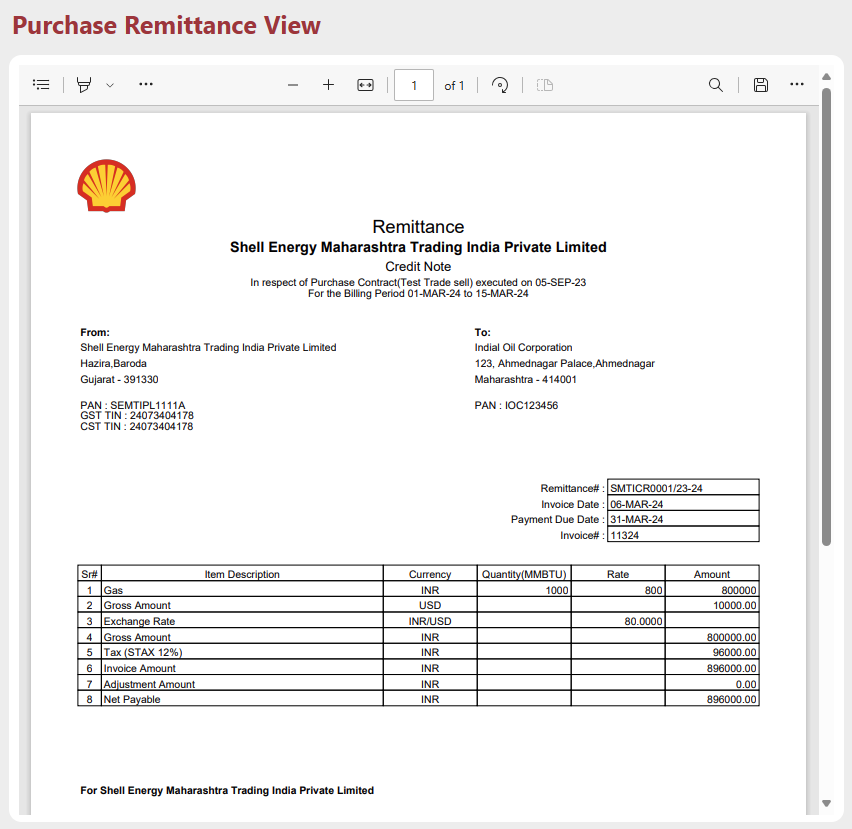 Purchase Remittance View
1 of 1
Remittance
Shell Energy Maharashtra Trading India Private Limited
Credit Note
In respect of Purchase Contract(Test Trade sell) executed on 05-SEP-23
For the Billing Period 01-MAR-24 to 15-MAR-24
From:
Shell Energy Maharashtra Trading India Private Limited
Hazira,Baroda
Gujarat - 391330
PAN : SEMTIPL1111A
GST TIN : 24073404178
CST TIN : 24073404178
To:
Indial Oil Corporation
123, Ahmednagar Palace,Ahmednagar
Maharashtra - 414001
PAN : IOC123456
Remittance# : SMTICR0001/23-24
Invoice Date : 06-MAR-24
Payment Due Date : 31-MAR-24
Invoice# : 11324
Sr# Item Description Currency Quantity(MMBTU) Rate Amount
1 Gas INR 1000 800 800000
2 Gross Amount USD 10000.00
3 Exchange Rate INR/USD 80.0000
4 Gross Amount INR 800000.00
5 Tax (STAX 12%) INR 96000.00
6 Invoice Amount INR 896000.00
7 Adjustment Amount INR 0.00
8 Net Payable INR 896000.00
For Shell Energy Maharashtra Trading India Private Limited